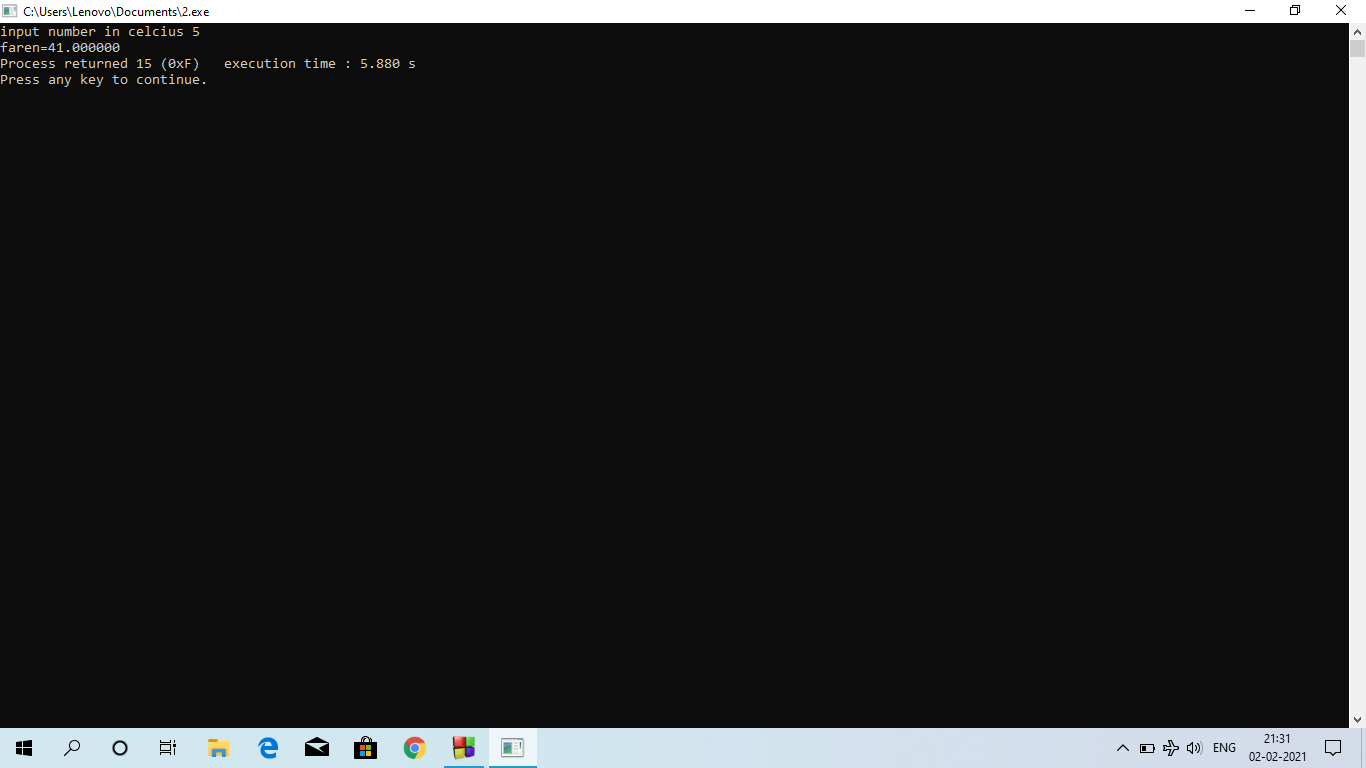 C:\Users\Lenovo\Documents\2.exe
input number in celcius 5
faren=41.000000
Process returned 15 (0xF)   execution time : 5.880 s
Press any key to continue.
ENG
21:31
02-02-2021